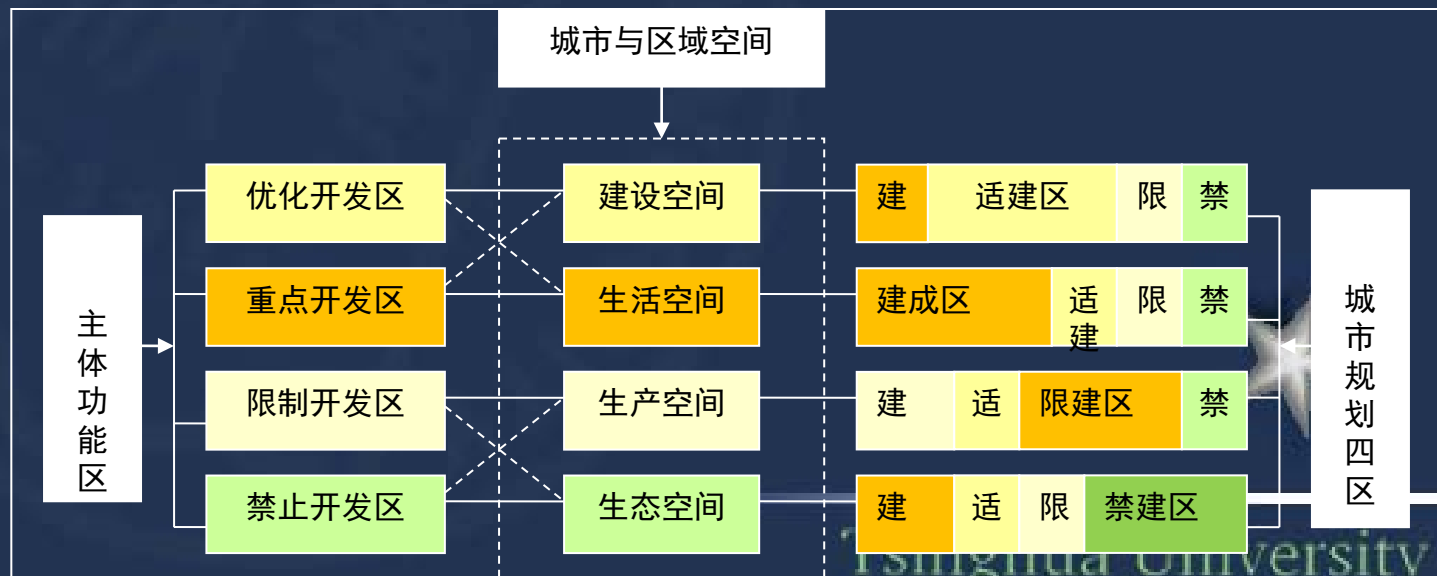 城市与区域空间
主体功能区
优化开发区
建设空间
建
适建区
限
禁
重点开发区
生活空间
建成区
适
建
限
禁
限制开发区
生产空间
建
适
限建区
禁
禁止开发区
生态空间
建
适
限
禁建区
城市规划四区
Tsinghua University